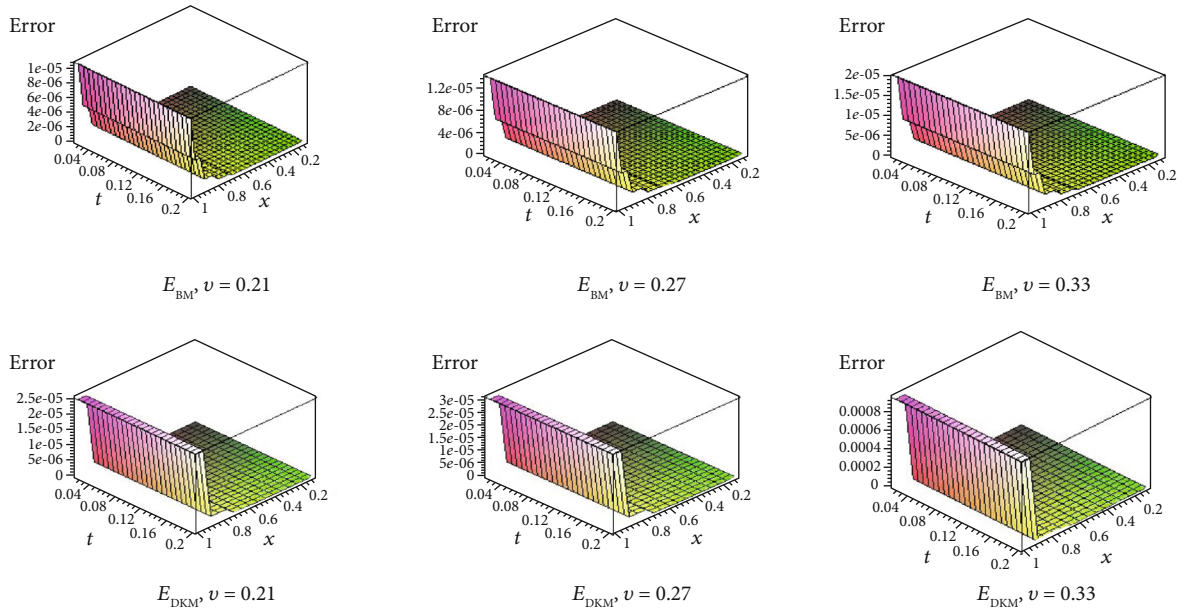 Error
1e-05
8e-06
6e-06
4e-06
2e-06
0
0.04
0.08
0.12
0.16
0.2
t
1
0.8
0.6
0.4
0.2
x
E_BM, υ = 0.21
Error
1.2e-05
8e-06
4e-06
0
0.04
0.08
0.12
0.16
0.2
t
1
0.8
0.6
0.4
0.2
x
E_BM, υ = 0.27
Error
2e-05
1.5e-05
1e-05
5e-06
0
0.04
0.08
0.12
0.16
0.2
t
1
0.8
0.6
0.4
0.2
x
E_BM, υ = 0.33
Error
2.5e-05
2e-05
1.5e-05
1e-05
5e-06
0
0.04
0.08
0.12
0.16
0.2
t
1
0.8
0.6
0.4
0.2
x
E_DKM, υ = 0.21
Error
3e-05
2.5e-05
2e-05
1.5e-05
1e-05
5e-06
0
0.04
0.08
0.12
0.16
0.2
t
1
0.8
0.6
0.4
0.2
x
E_DKM, υ = 0.27
Error
0.0008
0.0006
0.0004
0.0002
0
0.04
0.08
0.12
0.16
0.2
t
1
0.8
0.6
0.4
0.2
x
E_DKM, υ = 0.33